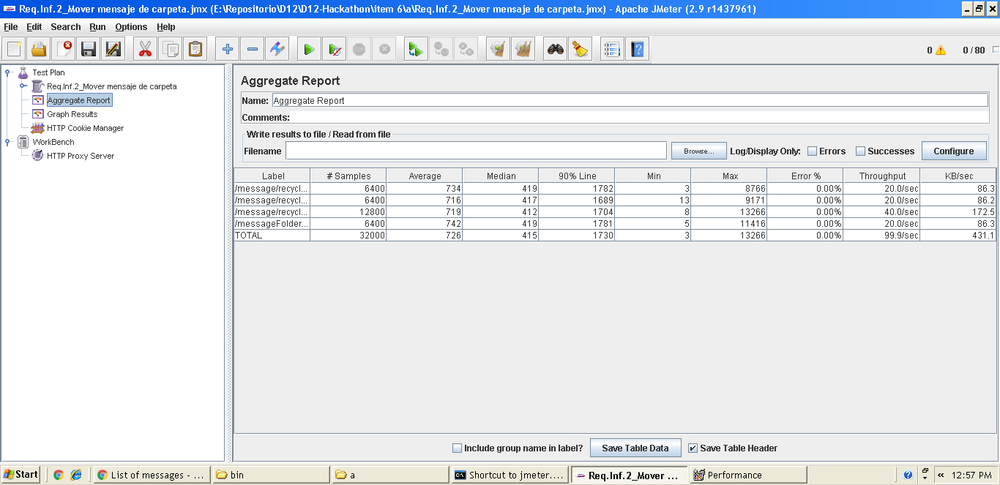 Req.Inf.2_Mover mensaje de carpeta.jmx (E:\Repositorio\D12\D12-Hackathon\item 6\a\Req.Inf.2_Mover mensaje de carpeta.jmx) - Apache JMeter (2.9 r1437961)
File Edit Search Run Options Help
0 0 / 80
Test Plan
Req.Inf.2_Mover mensaje de carpeta
Aggregate Report
Graph Results
HTTP Cookie Manager
WorkBench
HTTP Proxy Server
Aggregate Report
Name: Aggregate Report
Comments:
Write results to file / Read from file
Filename Browse... Log/Display Only: Errors Successes Configure
Label # Samples Average Median 90% Line Min Max Error % Throughput KB/sec
/message/recycl... 6400 734 419 1782 3 8766 0.00% 20.0/sec 86.3
/message/recycl... 6400 716 417 1689 13 9171 0.00% 20.0/sec 86.2
/message/recycl... 12800 719 412 1704 8 13266 0.00% 40.0/sec 172.5
/messageFolder... 6400 742 419 1781 5 11416 0.00% 20.0/sec 86.3
TOTAL 32000 726 415 1730 3 13266 0.00% 99.9/sec 431.1
Include group name in label? Save Table Data Save Table Header
Start List of messages - ... bin a Shortcut to jmeter.... Req.Inf.2_Mover ... Performance « 12:57 PM